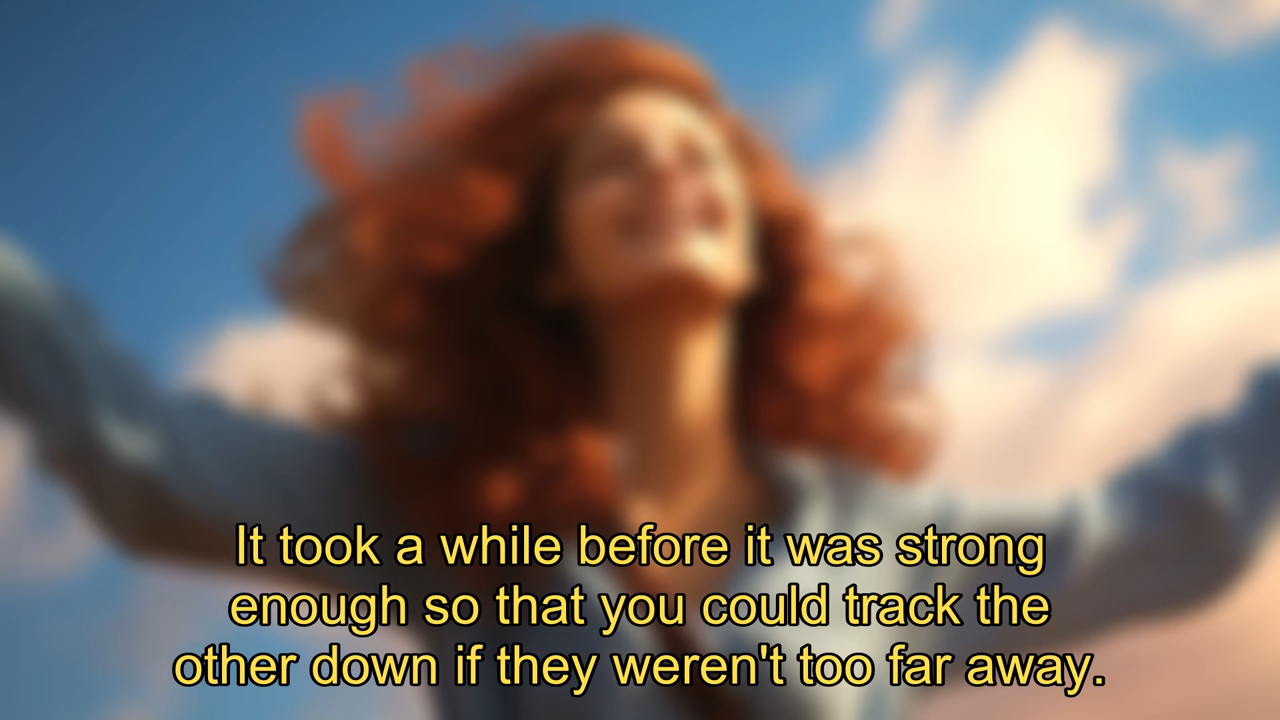 It took a while before it was strong
enough so that you could track the
other down if they weren't too far away.